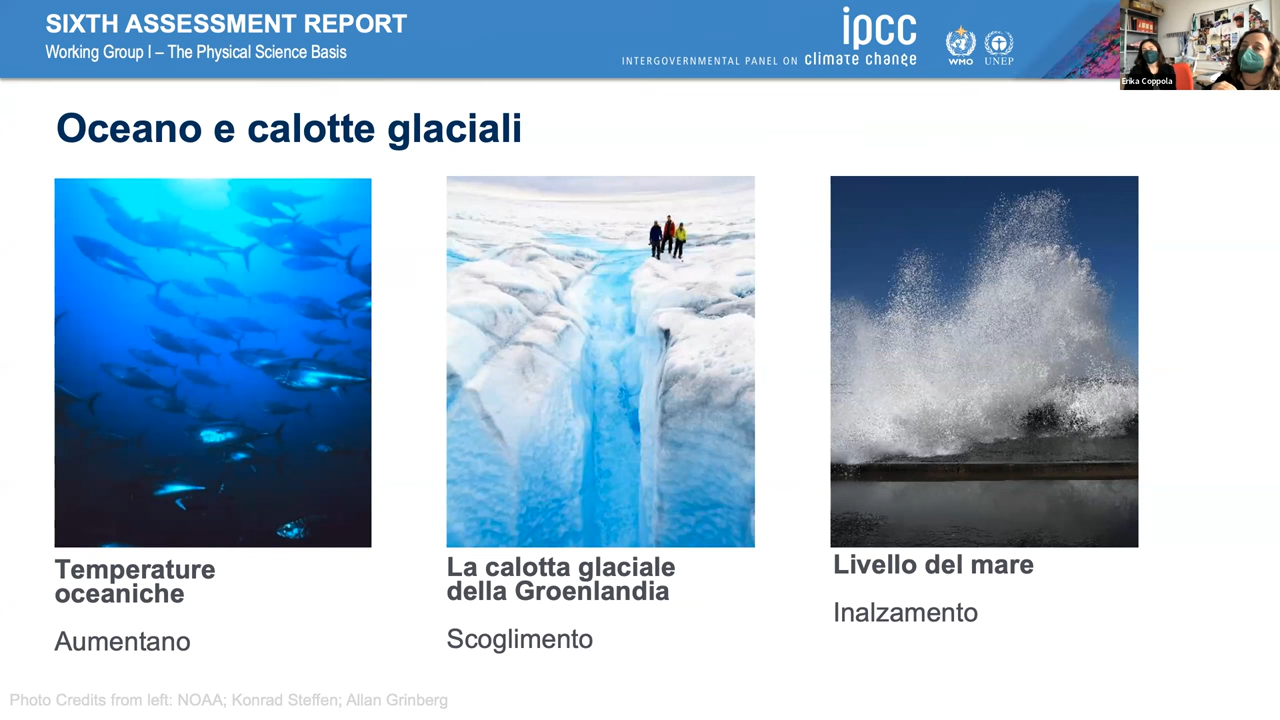 SIXTH ASSESSMENT REPORT
Working Group I – The Physical Science Basis
ipcc
INTERGOVERNMENTAL PANEL ON climate change
WMO
UNEP
Erika Coppola
Oceano e calotte glaciali
Temperature
oceaniche
Aumentano
La calotta glaciale
della Groenlandia
Scoglimento
Livello del mare
Inalzamento
Photo Credits from left: NOAA; Konrad Steffen; Allan Grinberg